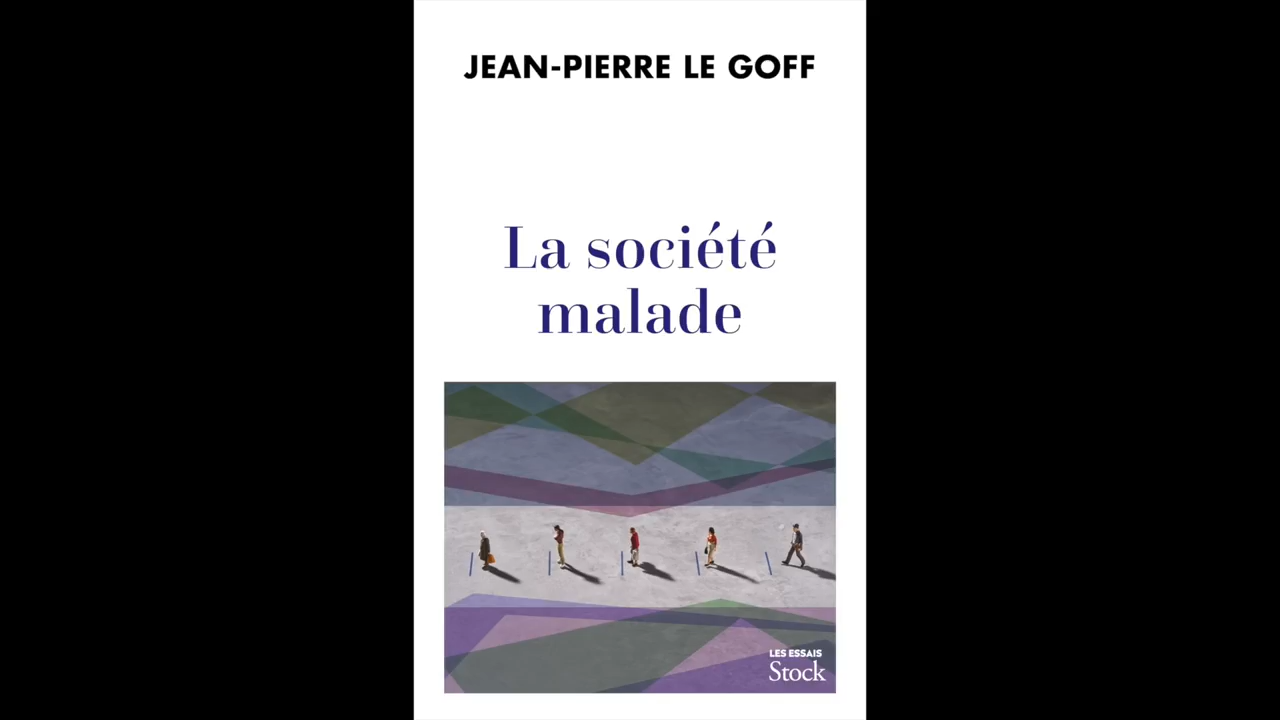 JEAN-PIERRE LE GOFF
La société
malade
LES ESSAIS
Stock